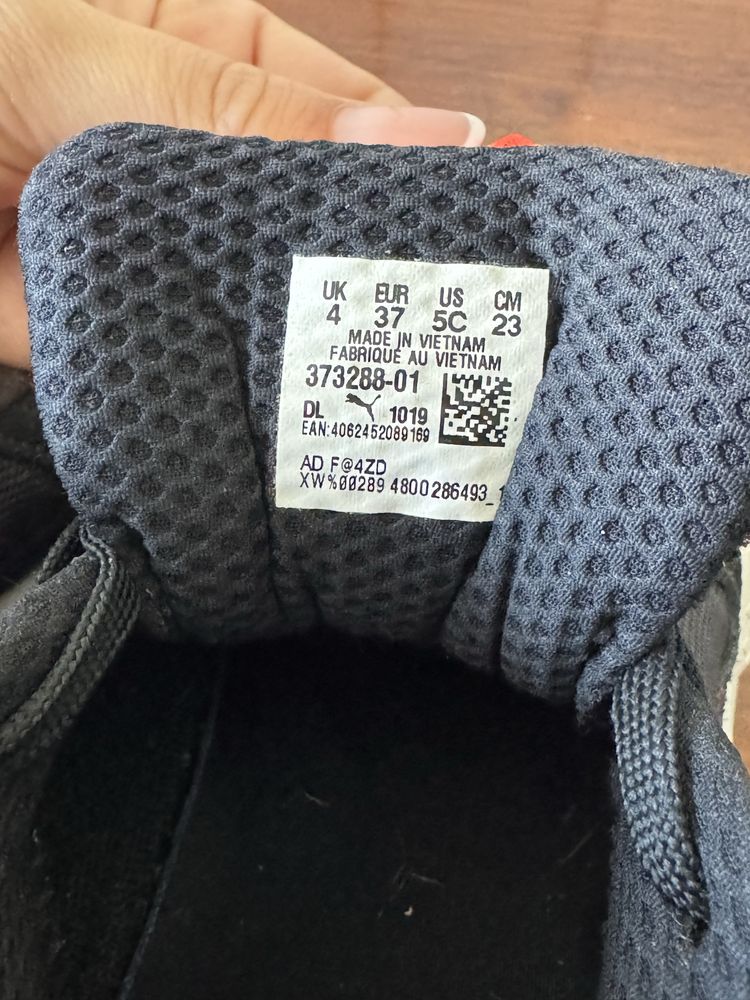 UK EUR US CM
4 37 5C 23
MADE IN VIETNAM
FABRIQUÉ AU VIETNAM
373288-01
DL 1019
EAN:4062452089169
AD F@4ZD
XW%00289 4800286493_1